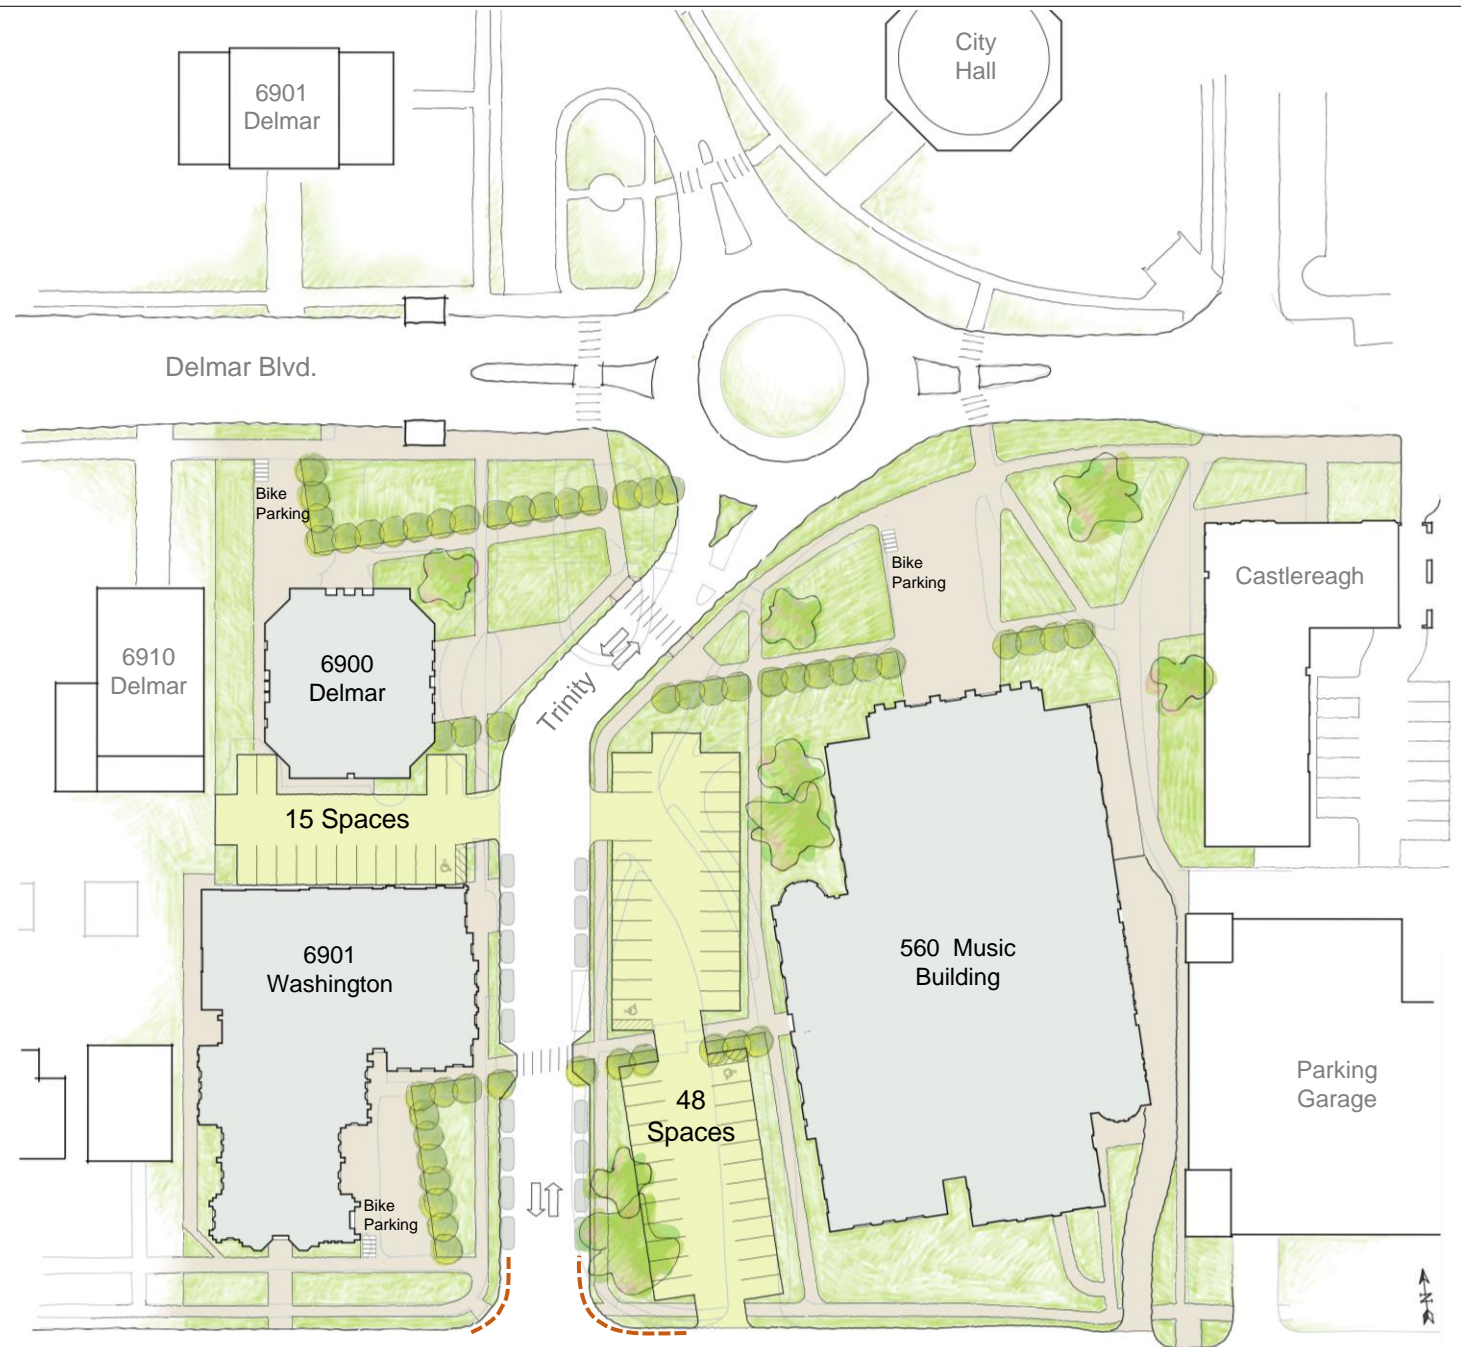 City
Hall
6901
Delmar
Delmar Blvd.
Bike
Parking
Bike
Parking
Castlereagh
6910
Delmar
6900
Delmar
Trinity
15 Spaces
6901
Washington
560 Music
Building
48
Spaces
Parking
Garage
Bike
Parking
N